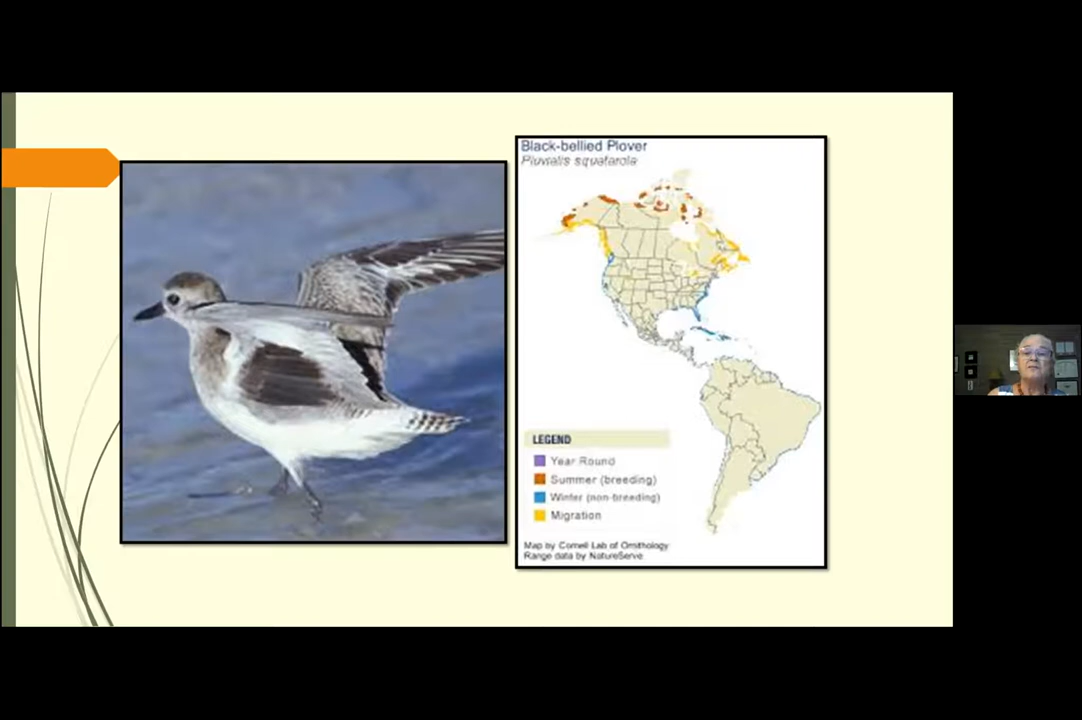 Black-bellied Plover
Pluvialis squatarola
LEGEND
Year Round
Summer (breeding)
Winter (non-breeding)
Migration
Map by Cornell Lab of Ornithology
Range data by NatureServe